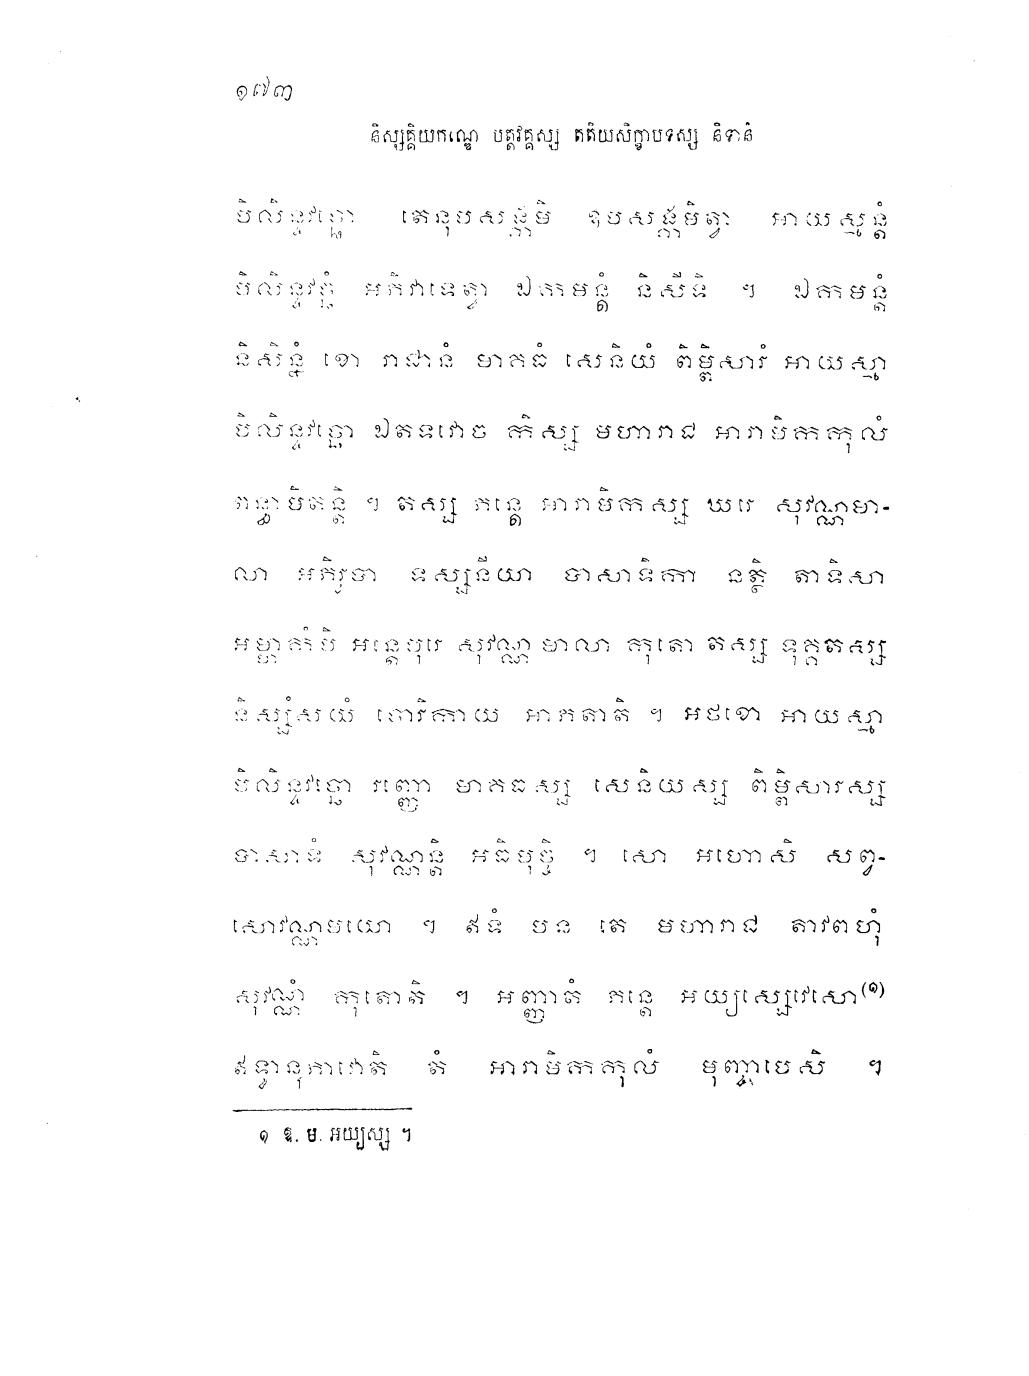 ១៧៣
និស្សគ្គិយកណ្ឌេ បត្តវគ្គស្ស តតិយសិក្ខាបទស្ស និទានំ
បិលិន្ទវច្ឆោ តេនុបសង្កមិ ឧបសង្កមិត្វា អាយស្មន្តំ
បិលិន្ទវច្ឆំ អភិវាទេត្វា ឯកមន្តំ និសីទិ ។ ឯកមន្តំ
និសិន្នំ ខោ រាជានំ មាគធំ សេនិយំ ពិម្ពិសារំ អាយស្មា
បិលិន្ទវច្ឆោ ឯតទវោច កិស្ស មហារាជ អារាមិកកុលំ
ពន្ធាបិតន្តិ ។ តស្ស ភន្តេ អារាមិកស្ស ឃរេ សុវណ្ណមា-
លា អភិរូបា ទស្សនីយា បាសាទិកា នត្ថិ តាទិសា
អម្ហាកំបិ អន្តេបុរេ សុវណ្ណមាលា កុតោ តស្ស ទុគ្គតស្ស
និស្សំសយំ ចោរិកាយ អាភតាតិ ។ អថខោ អាយស្មា
បិលិន្ទវច្ឆោ រញ្ញោ មាគធស្ស សេនិយស្ស ពិម្ពិសារស្ស
បាសាទំ សុវណ្ណន្តិ អធិមុច្ចិ ។ សោ អហោសិ សព្វ-
សោវណ្ណមយោ ។ ឥទំ បន តេ មហារាជ តាវពហុំ
សុវណ្ណំ កុតោតិ ។ អញ្ញាតំ ភន្តេ អយ្យស្សេវេសោ(១)
ឥទ្ធានុភាវោតិ តំ អារាមិកកុលំ មុញ្ចាបេសិ ។
១ ឱ. ម. អយ្យស្ស ។